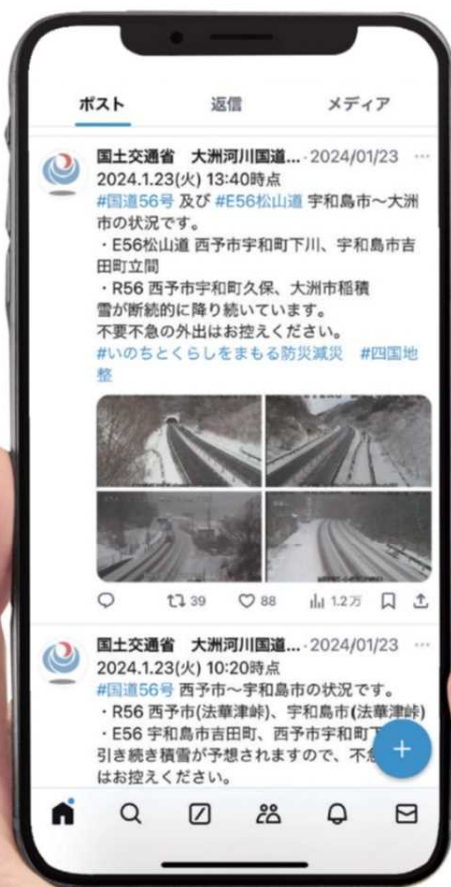 ポスト 返信 メディア
国土交通省 大洲河川国道...・2024/01/23 …
2024.1.23(火) 13:40時点
#国道56号 及び #E56松山道 宇和島市～大洲
市の状況です。
・E56松山道 西予市宇和町下川、宇和島市吉
田町立間
・R56 西予市宇和町久保、大洲市稲積
雪が断続的に降り続いています。
不要不急の外出はお控えください。
#いのちとくらしをまもる防災減災 #四国地
整
39 88 1.2万
国土交通省 大洲河川国道...・2024/01/23 …
2024.1.23(火) 10:20時点
#国道56号 西予市～宇和島市の状況です。
・R56 西予市(法華津峠)、宇和島市(法華津峠)
・E56 宇和島市吉田町、西予市宇和町
引き続き積雪が予想されますので、不
はお控えください。